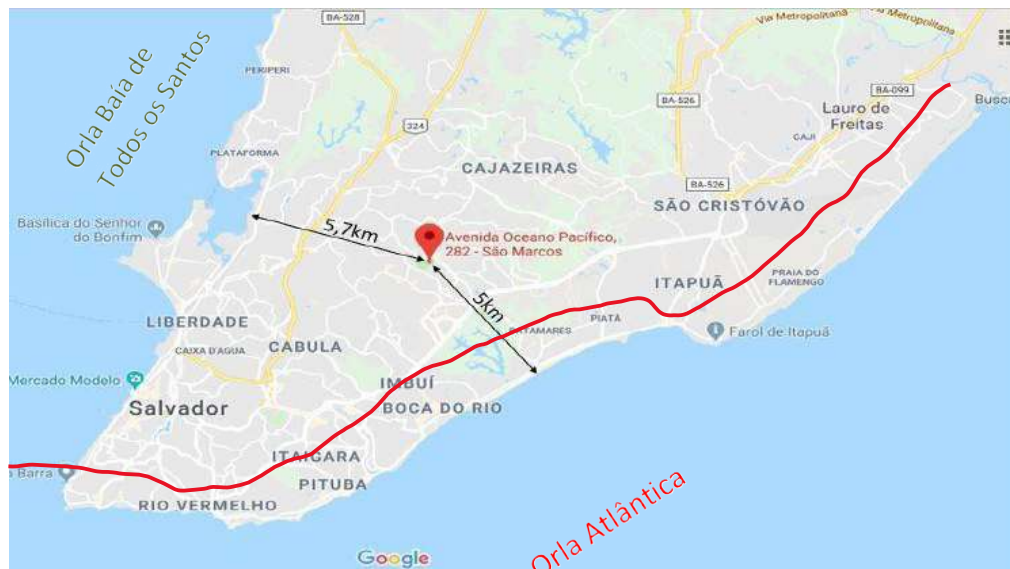 BA-528
Via Metropolitana
Via Metropolitana
PERIPERI
Orla Baía de
Todos os Santos
BA-099
Busca
BA-526
Lauro de
Freitas
324
CAJI
PLATAFORMA
CAJAZEIRAS
BA-526
SÃO CRISTÓVÃO
Basílica do Senhor
do Bonfim
5,7km
Avenida Oceano Pacífico,
282 - São Marcos
ITAPUÃ
PRAIA DO
FLAMENGO
5km
LIBERDADE
PIATÃ
Farol de Itapuã
CAIXA D'AGUA
CABULA
Mercado Modelo
IMBUÍ
Salvador
BOCA DO RIO
ITAIGARA
a Barra
PITUBA
RIO VERMELHO
Orla Atlântica
Google